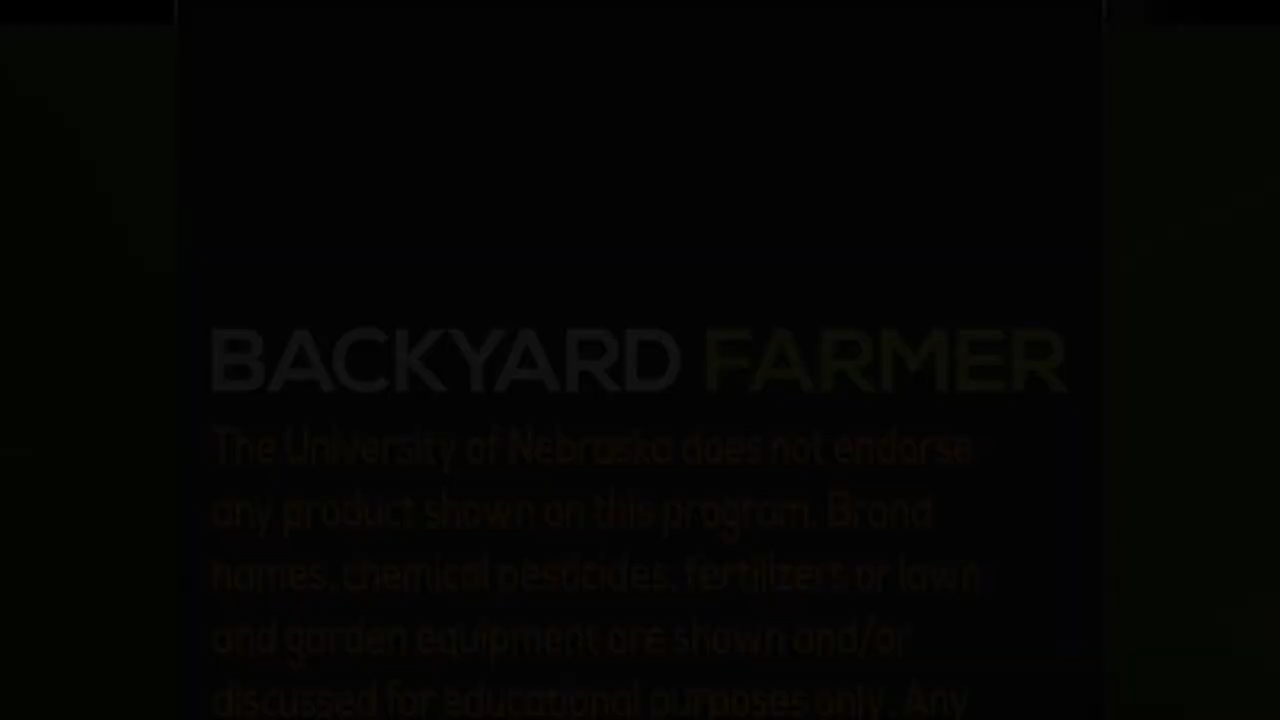 BACKYARD FARMER
The University of Nebraska does not endorse
any product shown on this program. Brand
names, chemical pesticides, fertilizers or lawn
and garden equipment are shown and/or
discussed for educational purposes only. Any